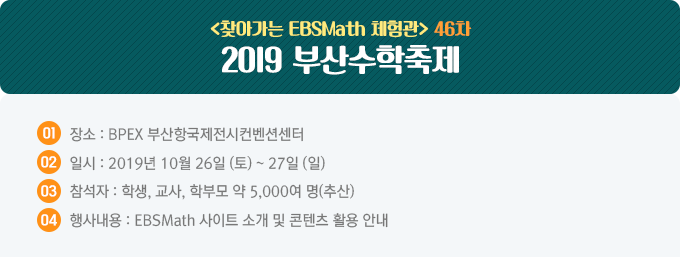 <찾아가는 EBSMath 체험관> 46차
2019 부산수학축제
01 장소 : BPEX 부산항국제전시컨벤션센터
02 일시 : 2019년 10월 26일 (토) ~ 27일 (일)
03 참석자 : 학생, 교사, 학부모 약 5,000여 명(추산)
04 행사내용 : EBSMath 사이트 소개 및 콘텐츠 활용 안내